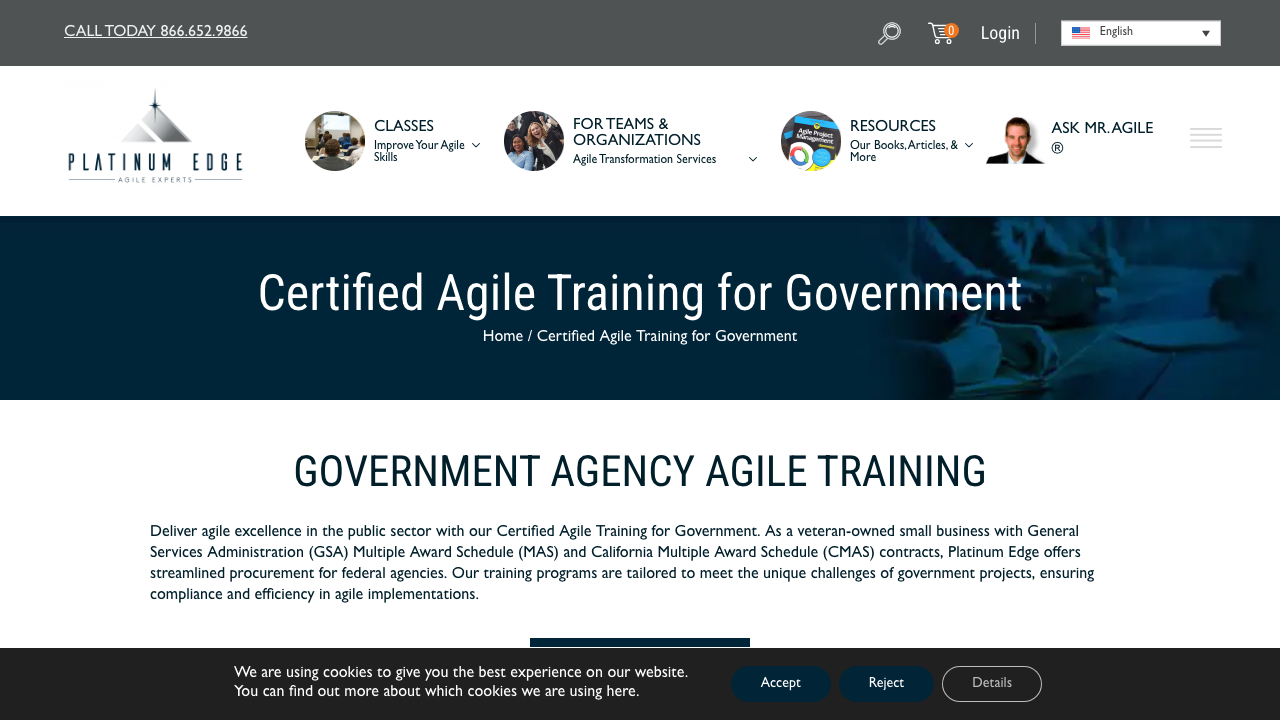 CALL TODAY 866.652.9866
0
Login
English
PLATINUM EDGE
AGILE EXPERTS
CLASSES
Improve Your Agile
Skills
FOR TEAMS &
ORGANIZATIONS
Agile Transformation Services
Agile Project
Management
RESOURCES
Our Books, Articles, &
More
ASK MR. AGILE
®
Certified Agile Training for Government
Home / Certified Agile Training for Government
GOVERNMENT AGENCY AGILE TRAINING
Deliver agile excellence in the public sector with our Certified Agile Training for Government. As a veteran-owned small business with General
Services Administration (GSA) Multiple Award Schedule (MAS) and California Multiple Award Schedule (CMAS) contracts, Platinum Edge offers
streamlined procurement for federal agencies. Our training programs are tailored to meet the unique challenges of government projects, ensuring
compliance and efficiency in agile implementations.
We are using cookies to give you the best experience on our website.
You can find out more about which cookies we are using here.
Accept
Reject
Details